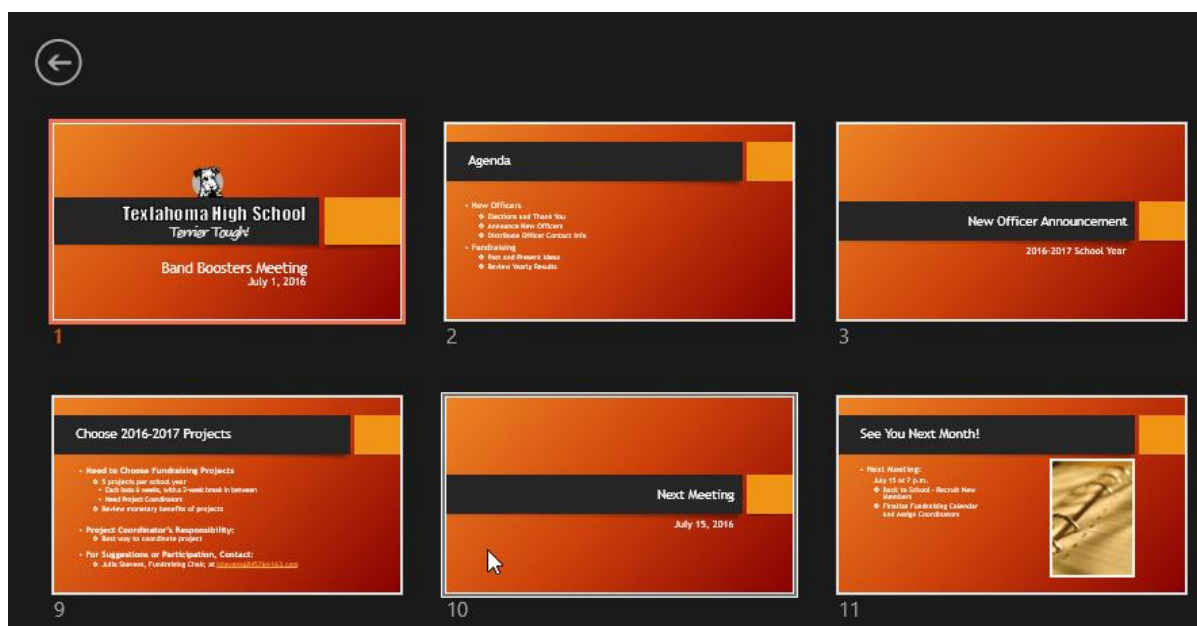 Texlahoma High School
Terrier Tough!
Band Boosters Meeting
July 1, 2016
1
Agenda
• New Officers
❖ Elections and Thank You
❖ Announce New Officers
❖ Distribute Officer Contact Info
• Fundraising
❖ Past and Present Ideas
❖ Review Yearly Results
2
New Officer Announcement
2016-2017 School Year
3
Choose 2016-2017 Projects
• Need to Choose Fundraising Projects
❖ 5 projects per school year
• Each lasts 6 weeks, with a 2-week break in between
• Need Project Coordinators
❖ Review monetary benefits of projects
• Project Coordinator's Responsibility:
❖ Best way to coordinate project
• For Suggestions or Participation, Contact:
❖ Julia Stevens, Fundraising Chair, at
9
Next Meeting
July 15, 2016
10
See You Next Month!
• Next Meeting:
July 15 at 7 p.m.
❖ Back to School - Recruit New
Members
❖ Finalize Fundraising Calendar
and Assign Coordinators
11